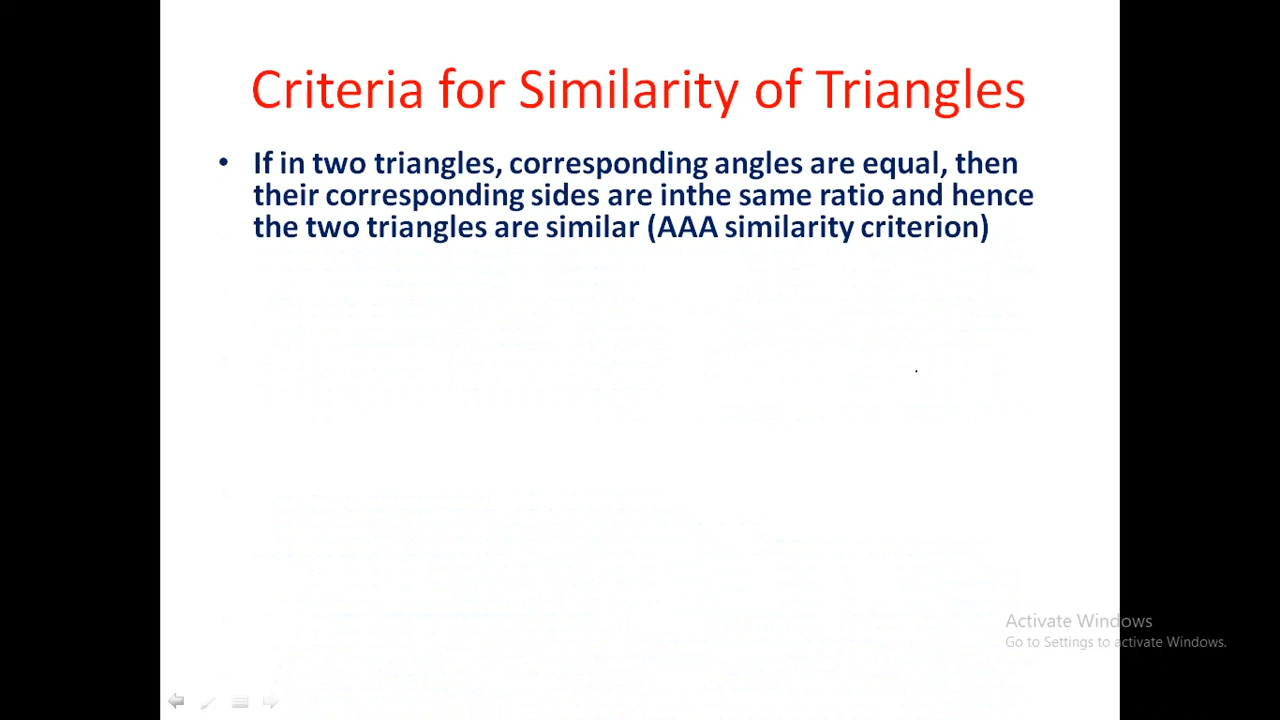 Criteria for Similarity of Triangles
• If in two triangles, corresponding angles are equal, then
their corresponding sides are inthe same ratio and hence
the two triangles are similar (AAA similarity criterion)
Activate Windows
Go to Settings to activate Windows.